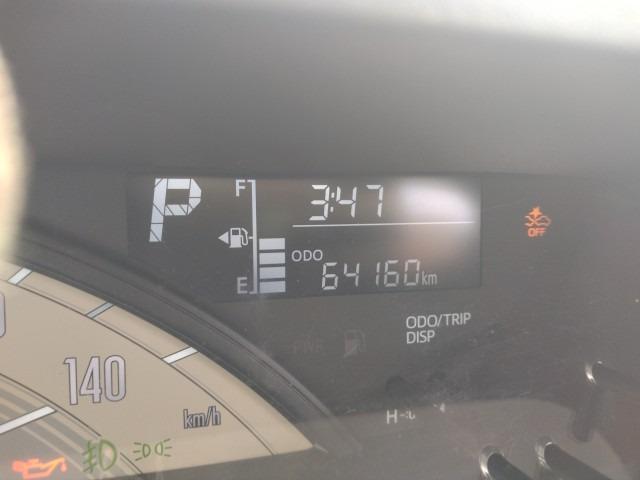 P
F
3:47
ODO
E
64160km
OFF
ODO/TRIP
DISP
140
km/h